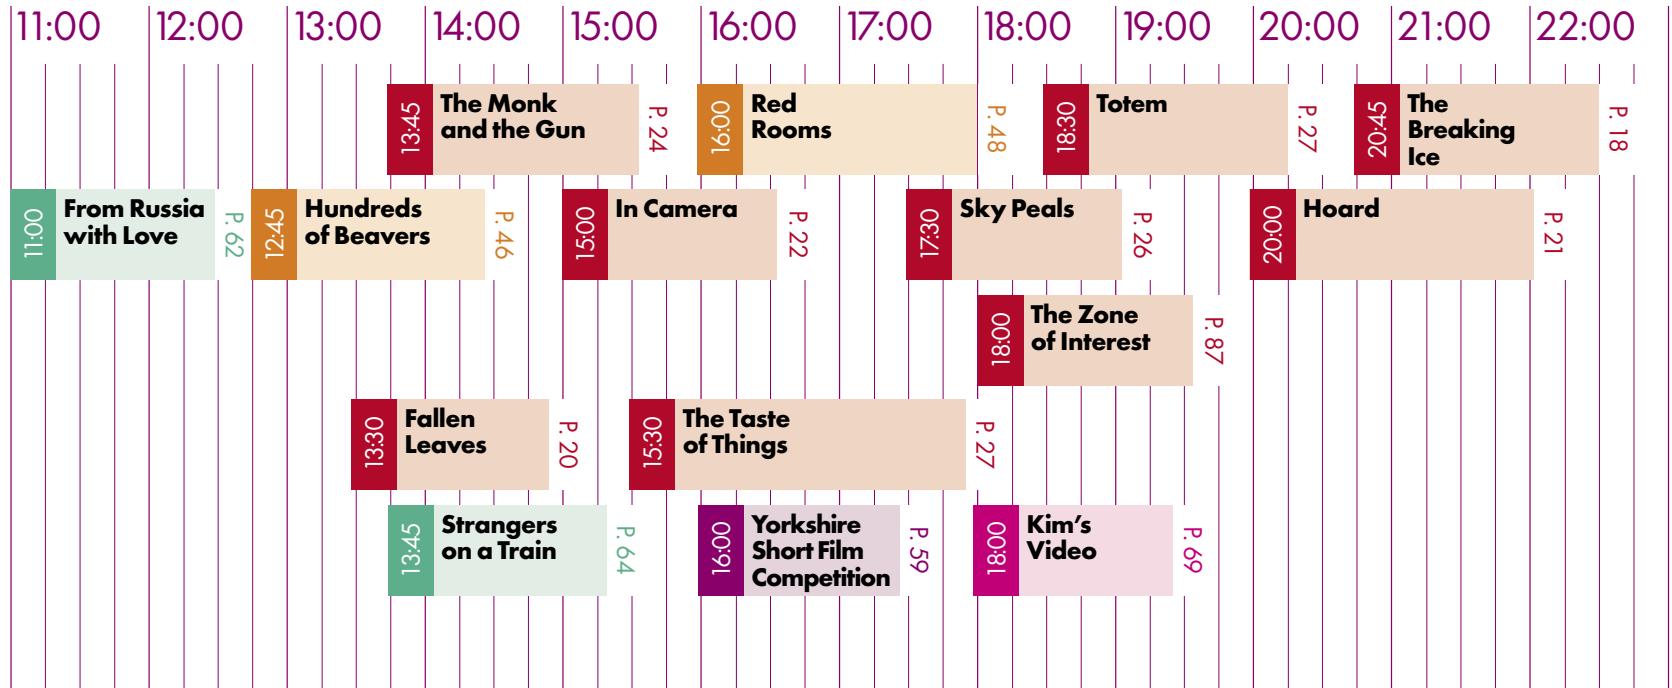 11:00 12:00 13:00 14:00 15:00 16:00 17:00 18:00 19:00 20:00 21:00 22:00
13:45
The Monk
and the Gun
P. 24
16:00
Red
Rooms
P. 48
18:30
Totem
P. 27
20:45
The
Breaking
Ice
P. 18
11:00
From Russia
with Love
P. 62
12:45
Hundreds
of Beavers
P. 46
15:00
In Camera
P. 22
17:30
Sky Peals
P. 26
20:00
Hoard
P. 21
18:00
The Zone
of Interest
P. 87
13:30
Fallen
Leaves
P. 20
15:30
The Taste
of Things
P. 27
13:45
Strangers
on a Train
P. 64
16:00
Yorkshire
Short Film
Competition
P. 59
18:00
Kim's
Video
P. 69